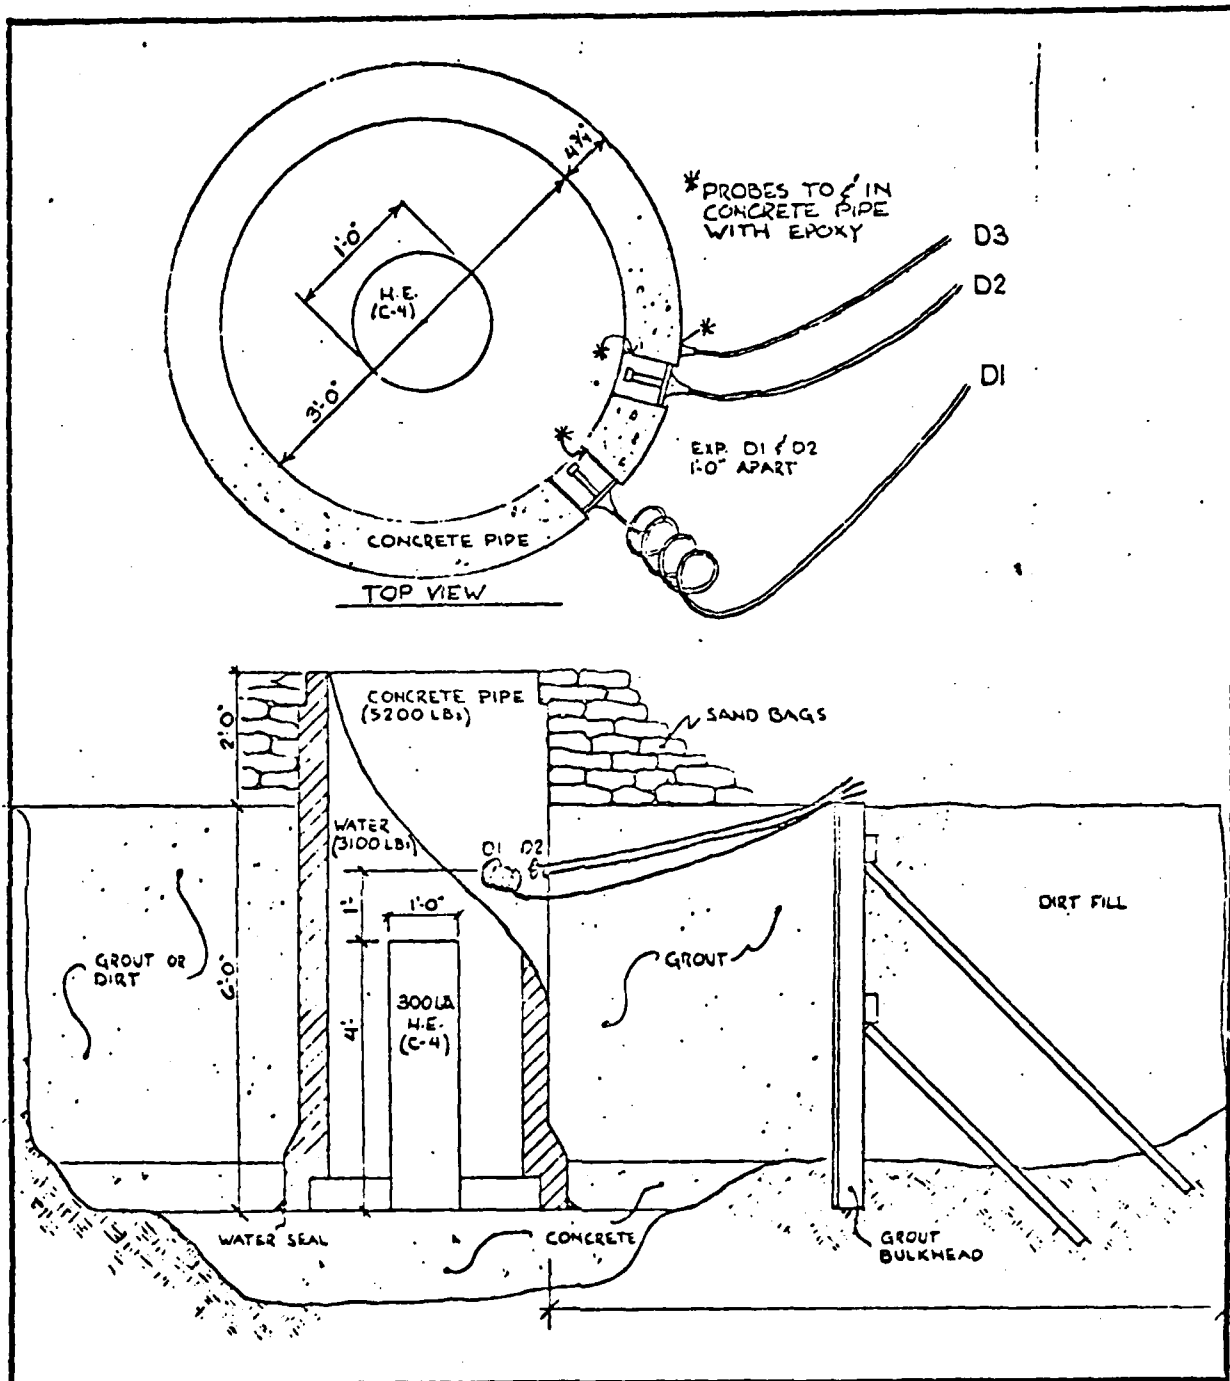 4¾"
*PROBES TO ₵ IN
CONCRETE PIPE
WITH EPOXY
D3
1'-0"
D2
H.E.
(C-4)
*
*
D1
3'-0"
*
EXP. D1 & D2
1'-0" APART
CONCRETE PIPE
TOP VIEW
CONCRETE PIPE
(5200 LBS)
SAND BAGS
2'-0"
WATER
(3100 LBS)
D1 D2
1'
1'-0"
DIRT FILL
GROUT OR
DIRT
6'-0"
GROUT
300 LB
H.E.
(C-4)
4'
WATER SEAL
CONCRETE
GROUT
BULKHEAD